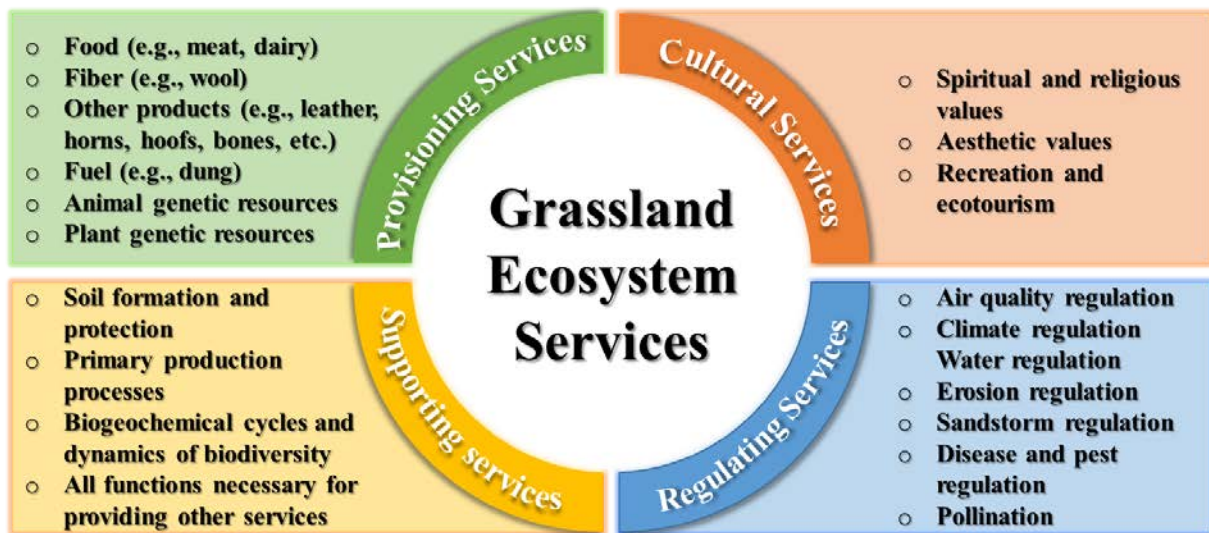 Provisioning Services
o Food (e.g., meat, dairy)
o Fiber (e.g., wool)
o Other products (e.g., leather,
horns, hoofs, bones, etc.)
o Fuel (e.g., dung)
o Animal genetic resources
o Plant genetic resources
Cultural Services
o Spiritual and religious
values
o Aesthetic values
o Recreation and
ecotourism
Grassland
Ecosystem
Services
Supporting services
o Soil formation and
protection
o Primary production
processes
o Biogeochemical cycles and
dynamics of biodiversity
o All functions necessary for
providing other services
Regulating Services
o Air quality regulation
o Climate regulation
Water regulation
o Erosion regulation
o Sandstorm regulation
o Disease and pest
regulation
o Pollination